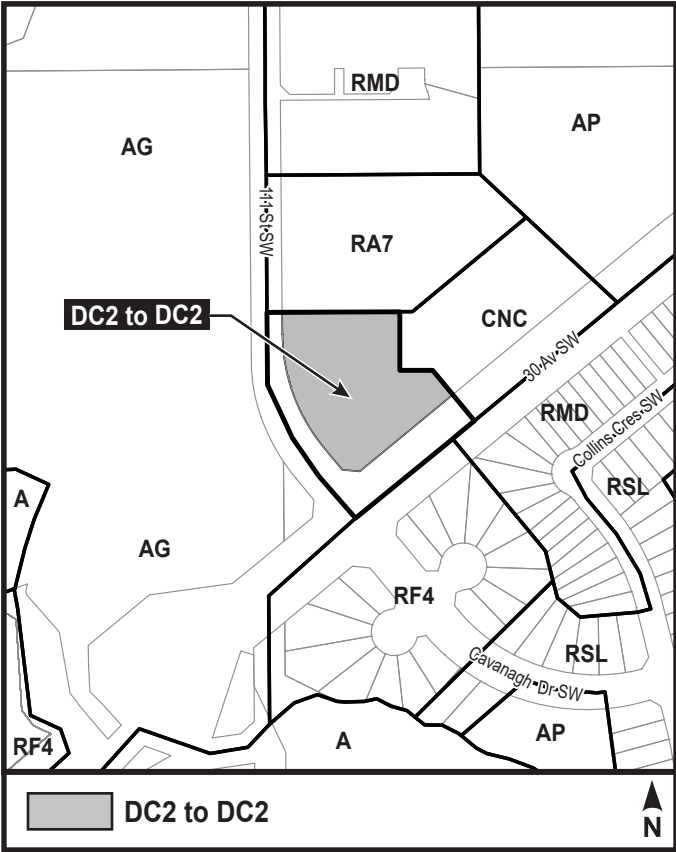 RMD
AP
AG
111 St SW
RA7
DC2 to DC2
CNC
30 Av SW
RMD
Collins Cres SW
RSL
A
AG
RF4
RSL
Cavanagh Dr SW
RF4
A
AP
DC2 to DC2
N